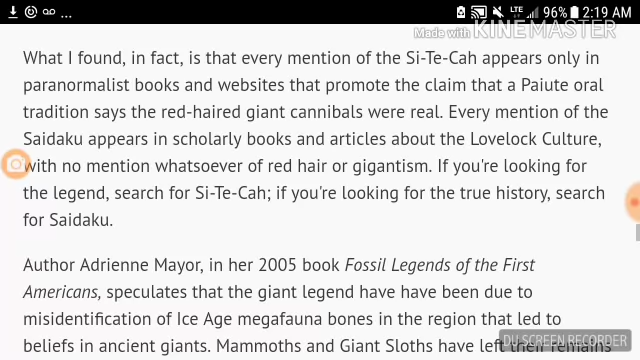 ... LTE 96% 2:19 AM
Made with KINEMASTER
What I found, in fact, is that every mention of the Si-Te-Cah appears only in
paranormalist books and websites that promote the claim that a Paiute oral
tradition says the red-haired giant cannibals were real. Every mention of the
Saidaku appears in scholarly books and articles about the Lovelock Culture,
with no mention whatsoever of red hair or gigantism. If you're looking for
the legend, search for Si-Te-Cah; if you're looking for the true history, search
for Saidaku.
Author Adrienne Mayor, in her 2005 book Fossil Legends of the First
Americans, speculates that the giant legend have have been due to
misidentification of Ice Age megafauna bones in the region that led to
beliefs in ancient giants. Mammoths and Giant Sloths have left their remains
DU SCREEN RECORDER